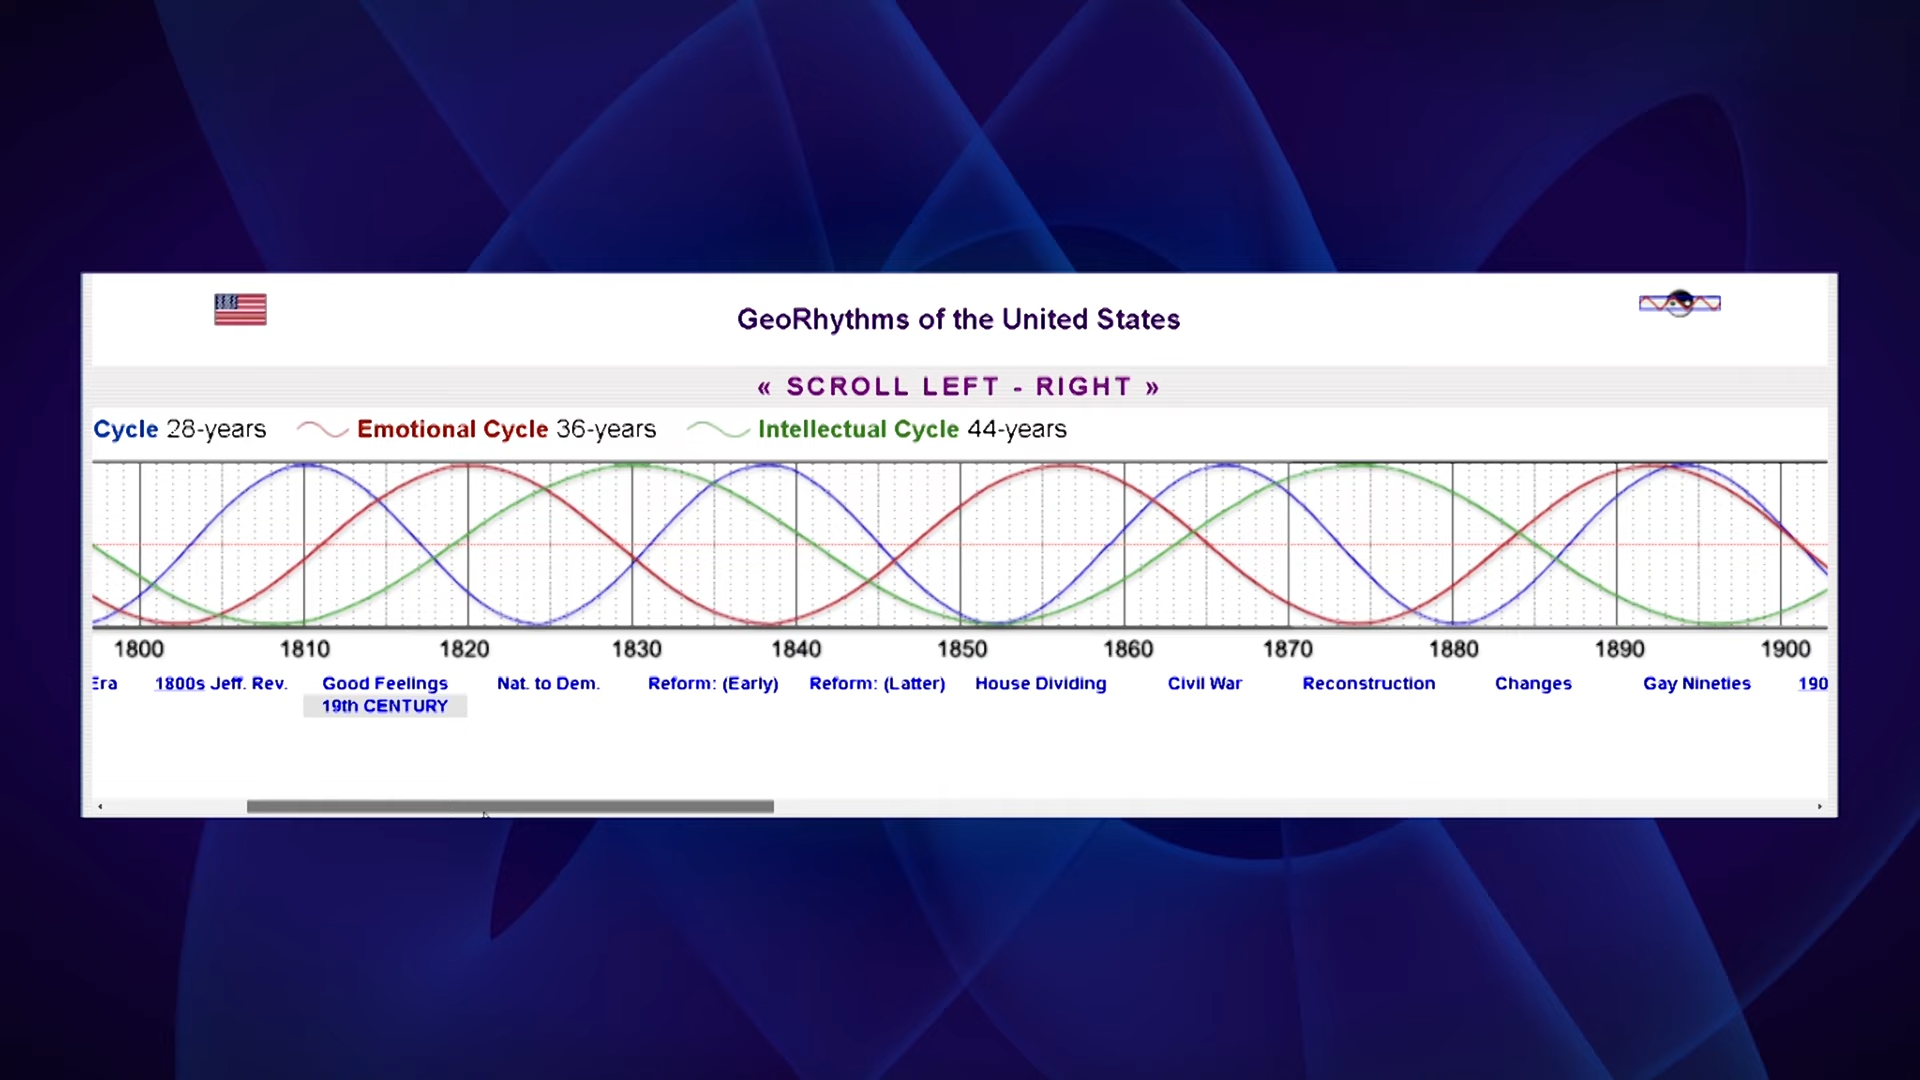 GeoRhythms of the United States
« SCROLL LEFT - RIGHT »
Cycle 28-years Emotional Cycle 36-years Intellectual Cycle 44-years
1800 1810 1820 1830 1840 1850 1860 1870 1880 1890 1900
Era 1800s Jeff. Rev. Good Feelings Nat. to Dem. Reform: (Early) Reform: (Latter) House Dividing Civil War Reconstruction Changes Gay Nineties 190
19th CENTURY